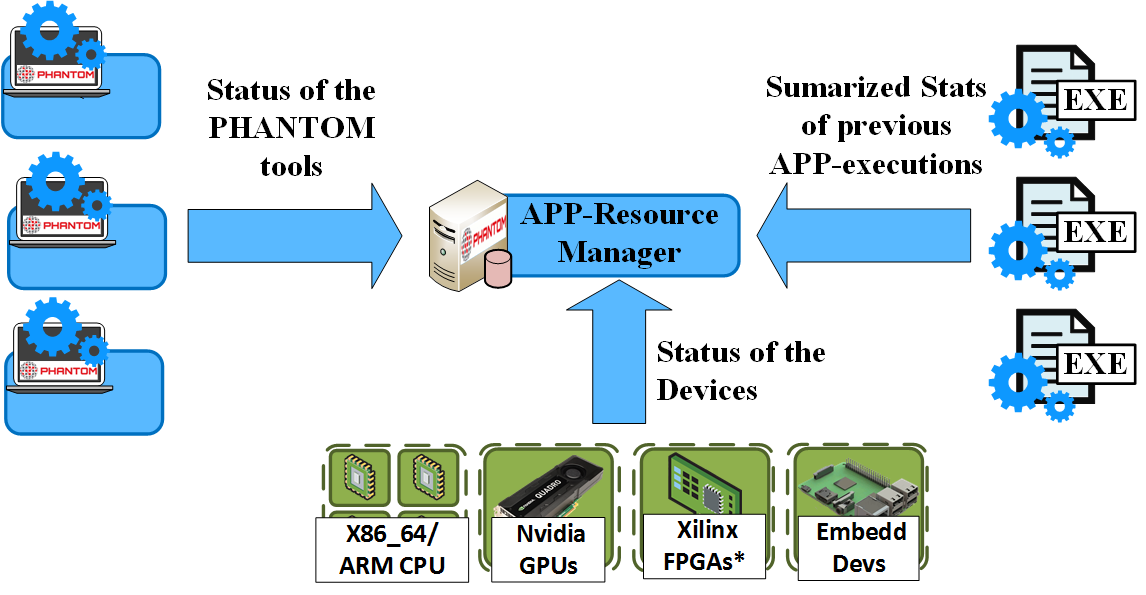 PHANTOM
Status of the
PHANTOM
tools
Sumarized Stats
of previous
APP-executions
EXE
PHANTOM
PHANTOM
APP-Resource
Manager
EXE
PHANTOM
Status of the
Devices
EXE
QUADRO
X86_64/
ARM CPU
Nvidia
GPUs
Xilinx
FPGAs*
Embedd
Devs